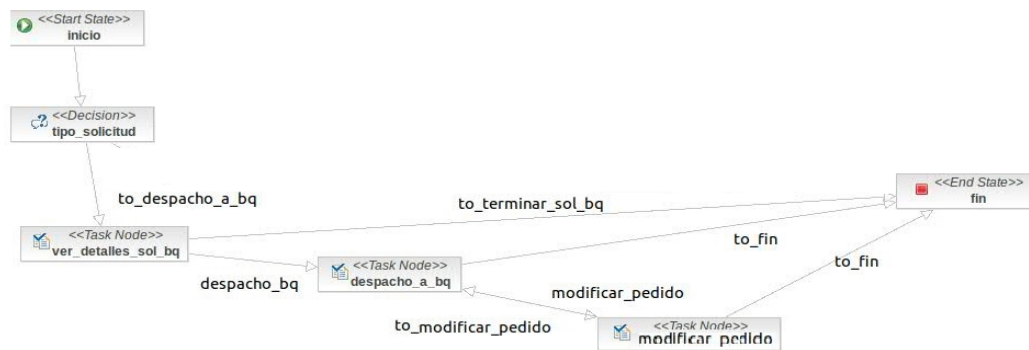 <<Start State>>
inicio
<<Decision>>
tipo_solicitud
to_despacho_a_bq
<<Task Node>>
ver_detalles_sol_bq
to_terminar_sol_bq
<<End State>>
fin
despacho_bq
<<Task Node>>
despacho_a_bq
to_fin
to_fin
modificar_pedido
to_modificar_pedido
<<Task Node>>
modificar_pedido